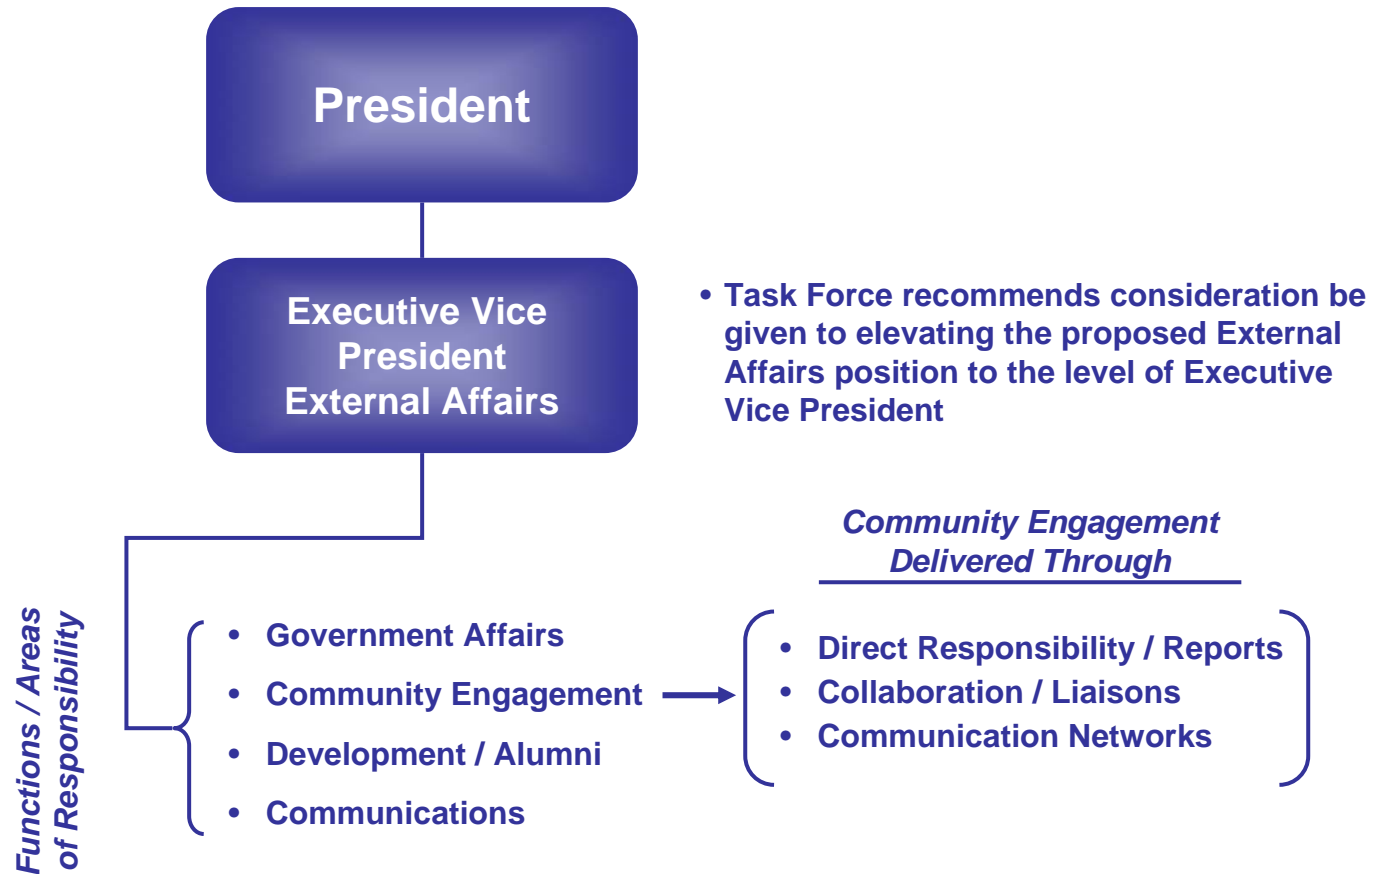 President
Executive Vice
President
External Affairs
• Task Force recommends consideration be
given to elevating the proposed External
Affairs position to the level of Executive
Vice President
Functions / Areas
of Responsibility
• Government Affairs
• Community Engagement
• Development / Alumni
• Communications
Community Engagement
Delivered Through
• Direct Responsibility / Reports
• Collaboration / Liaisons
• Communication Networks